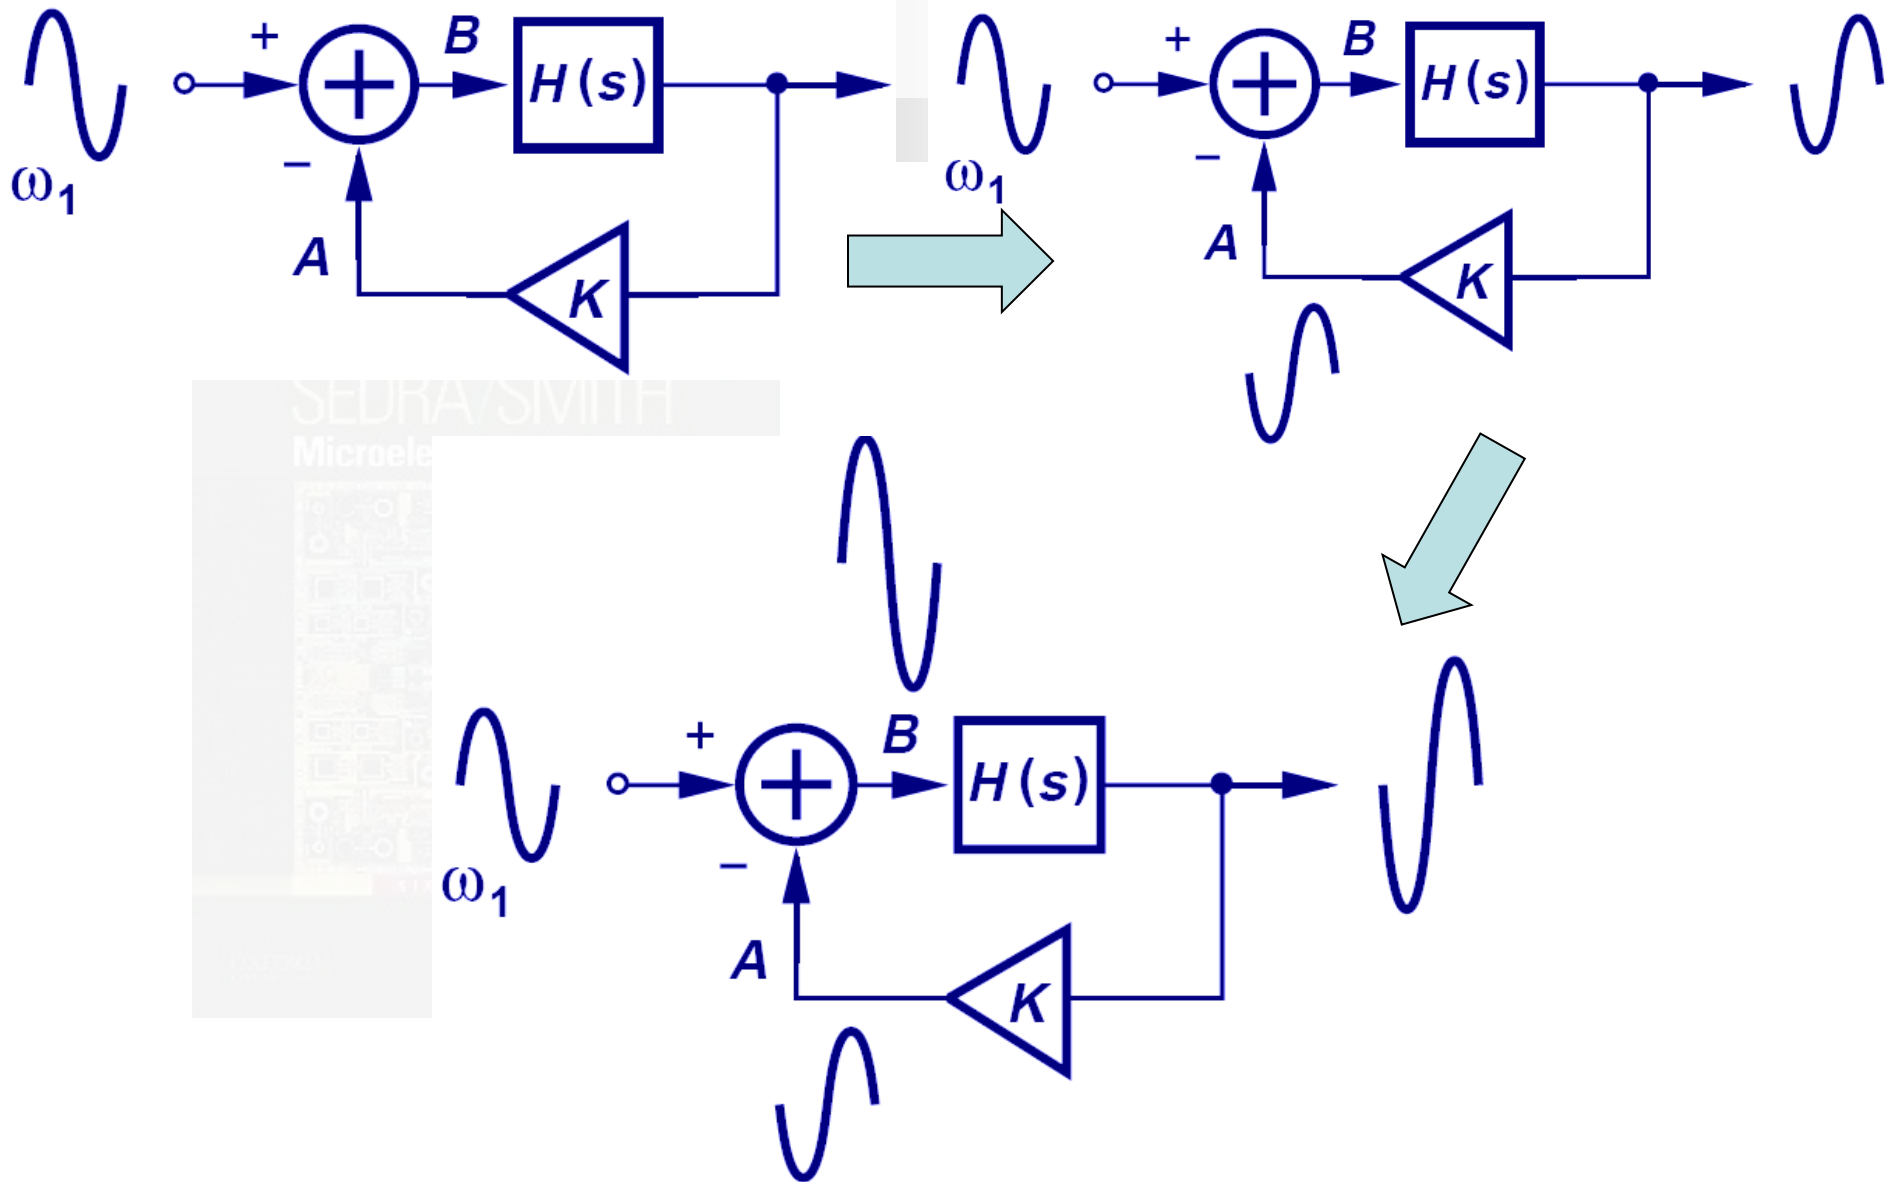 + B H(s)
−
ω1
A
K
+ B H(s)
−
ω1
A
K
SEDRA/SMITH
Microele
+ B H(s)
−
ω1
A
K